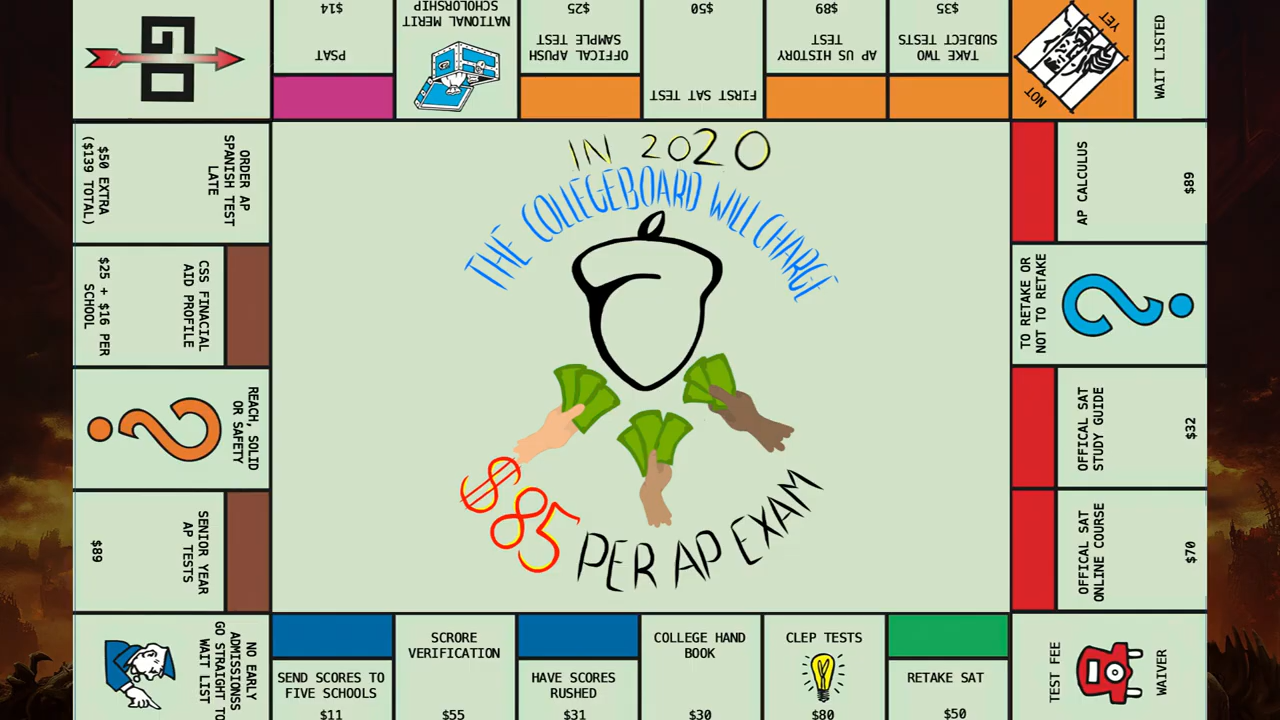 GO
$14
PSAT
NATIONAL MERIT
SCHOLORSHIP
$25
OFFICAL APUSH
SAMPLE TEST
$50
FIRST SAT TEST
$89
AP US HISTORY
TEST
$35
TAKE TWO
SUBJECT TESTS
NOT
YET
WAIT LISTED
ORDER AP
SPANISH TEST
LATE
$50 EXTRA
($139 TOTAL)
IN 2020
THE COLLEGEBOARD WILL CHARGE
$85 PER AP EXAM
AP CALCULUS
$89
CSS FINACIAL
AID PROFILE
$25 + $16 PER
SCHOOL
TO RETAKE OR
NOT TO RETAKE
?
REACH, SOLID
OR SAFETY
?
OFFICAL SAT
STUDY GUIDE
$32
SENIOR YEAR
AP TESTS
$89
OFFICAL SAT
ONLINE COURSE
$70
NO EARLY
ADMISSIONSS
GO STRAIGHT TO
WAIT LIST
SEND SCORES TO
FIVE SCHOOLS
$11
SCRORE
VERIFICATION
$55
HAVE SCORES
RUSHED
$31
COLLEGE HAND
BOOK
$30
CLEP TESTS
$80
RETAKE SAT
$50
TEST FEE
WAIVER